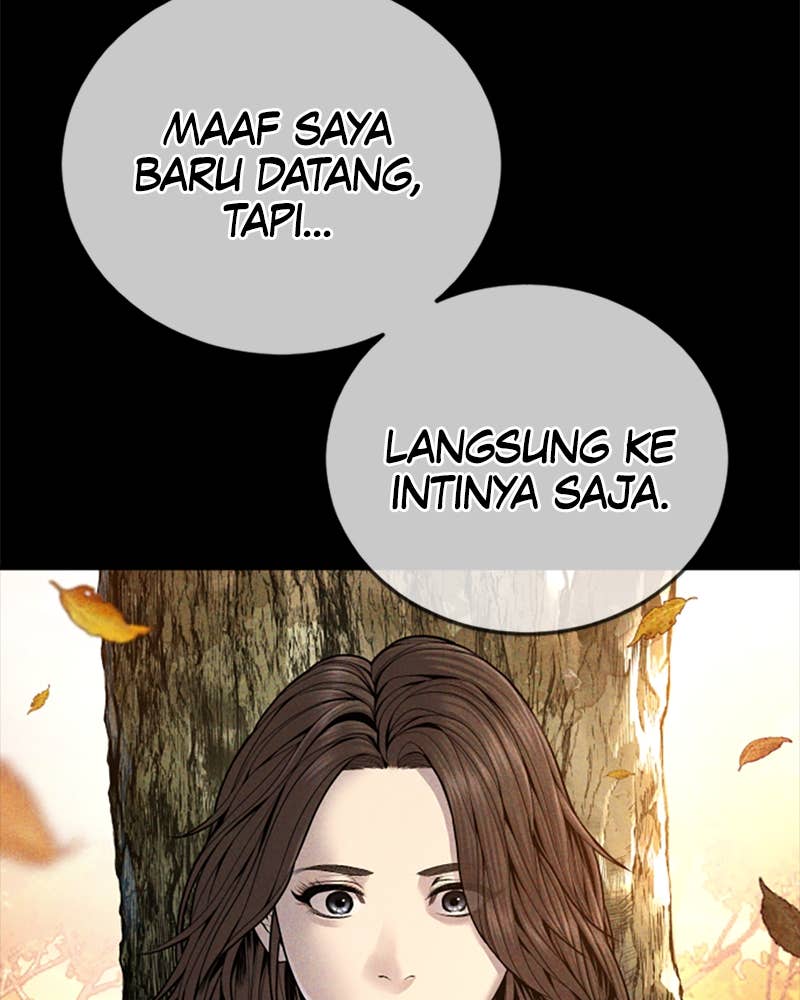 MAAF SAYA
BARU DATANG,
TAPI...
LANGSUNG KE
INTINYA SAJA.